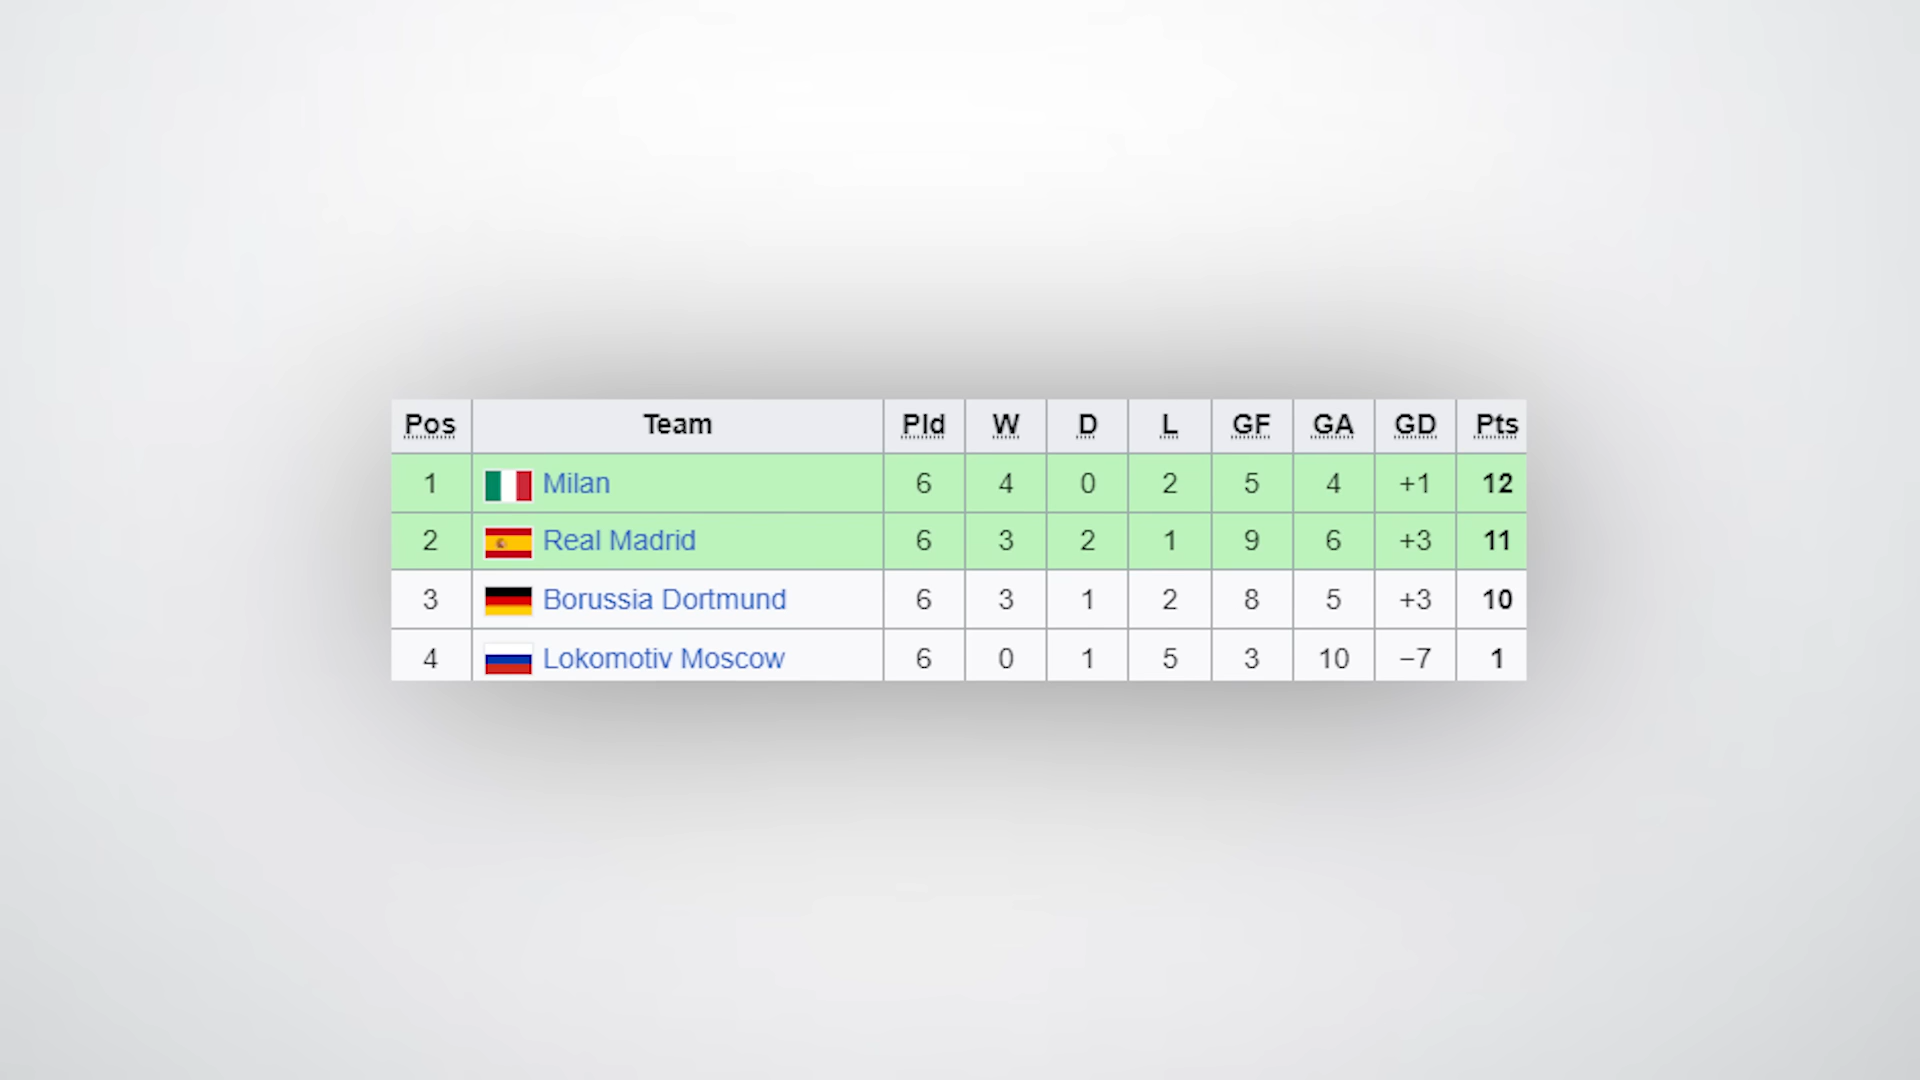 Pos Team Pld W D L GF GA GD Pts
1 Milan 6 4 0 2 5 4 +1 12
2 Real Madrid 6 3 2 1 9 6 +3 11
3 Borussia Dortmund 6 3 1 2 8 5 +3 10
4 Lokomotiv Moscow 6 0 1 5 3 10 −7 1